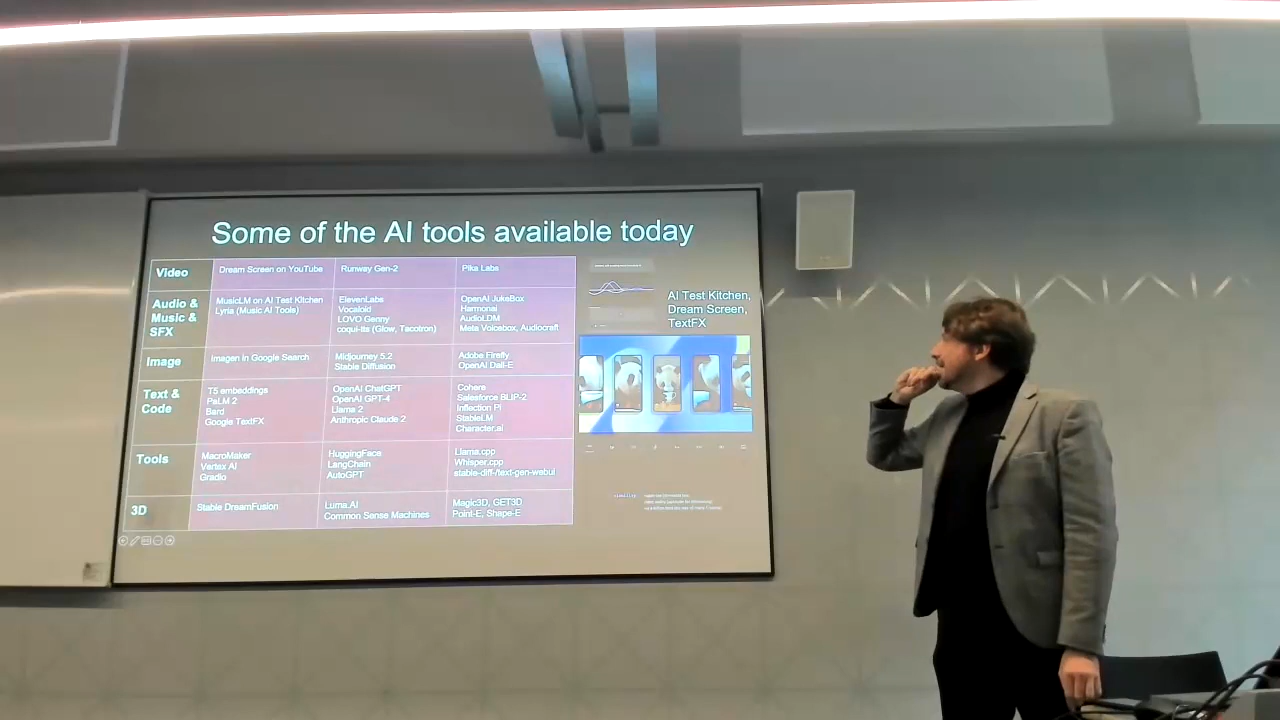 Some of the AI tools available today
Video
Dream Screen on YouTube
Runway Gen-2
Pika Labs
Audio &
Music &
SFX
MusicLM on AI Test Kitchen
Lyria (Music AI Tools)
ElevenLabs
Vocaloid
LOVO Genny
coqui-tts (Glow, Tacotron)
OpenAI JukeBox
Harmonai
AudioLDM
Meta Voicebox, Audiocraft
Image
Imagen in Google Search
Midjourney 5.2
Stable Diffusion
Adobe Firefly
OpenAI Dall-E
Text &
Code
T5 embeddings
PaLM 2
Bard
Google TextFX
OpenAI ChatGPT
OpenAI GPT-4
Llama 2
Anthropic Claude 2
Cohere
Salesforce BLIP-2
Inflection Pi
StableLM
Character.ai
Tools
MacroMaker
Vertex AI
Gradio
HuggingFace
LangChain
AutoGPT
Llama.cpp
Whisper.cpp
stable-diff-/text-gen-webui
3D
Stable DreamFusion
Luma.AI
Common Sense Machines
Magic3D, GET3D
Point-E, Shape-E
AI Test Kitchen,
Dream Screen,
TextFX